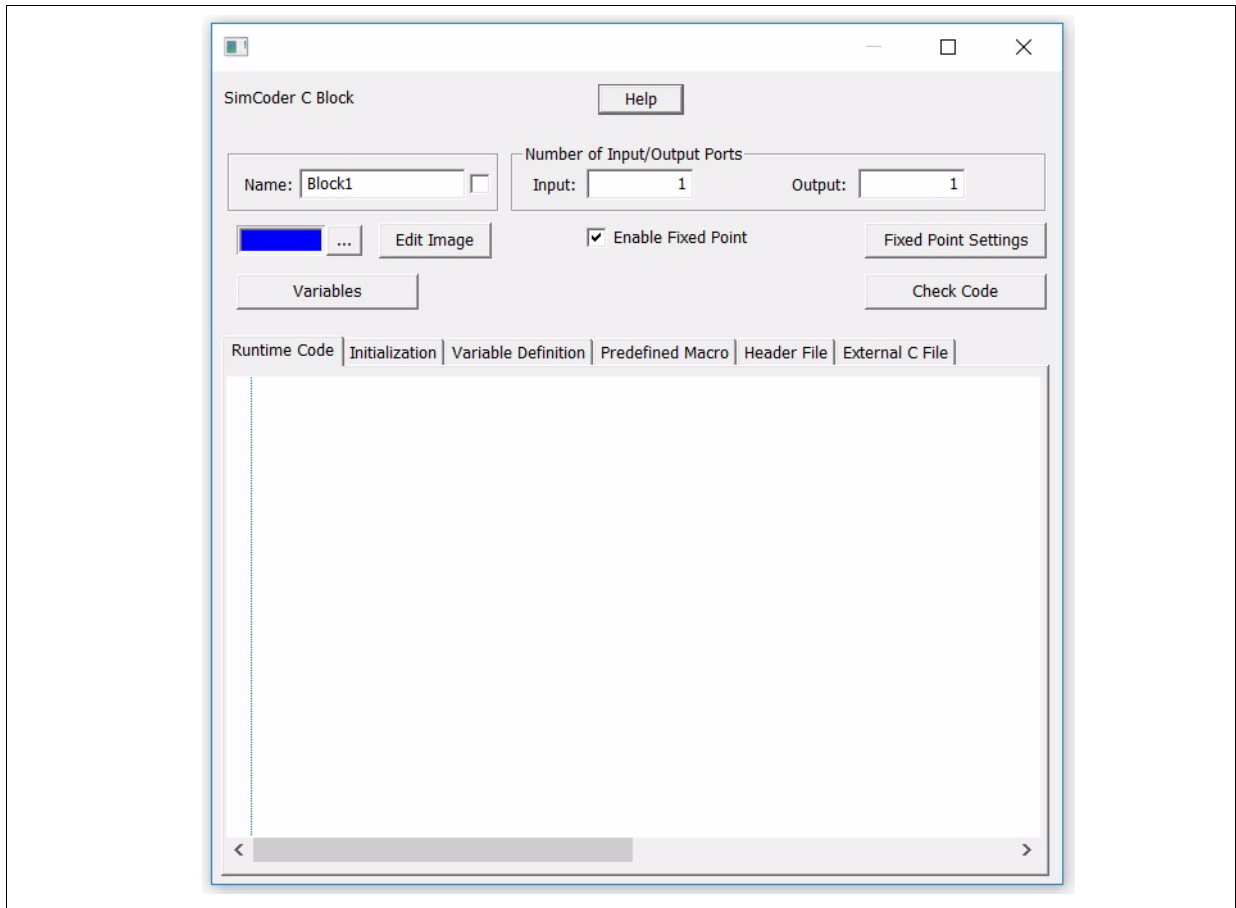 SimCoder C Block
Help
Number of Input/Output Ports
Name: Block1
Input: 1
Output: 1
... Edit Image
Enable Fixed Point
Fixed Point Settings
Variables
Check Code
Runtime Code Initialization Variable Definition Predefined Macro Header File External C File